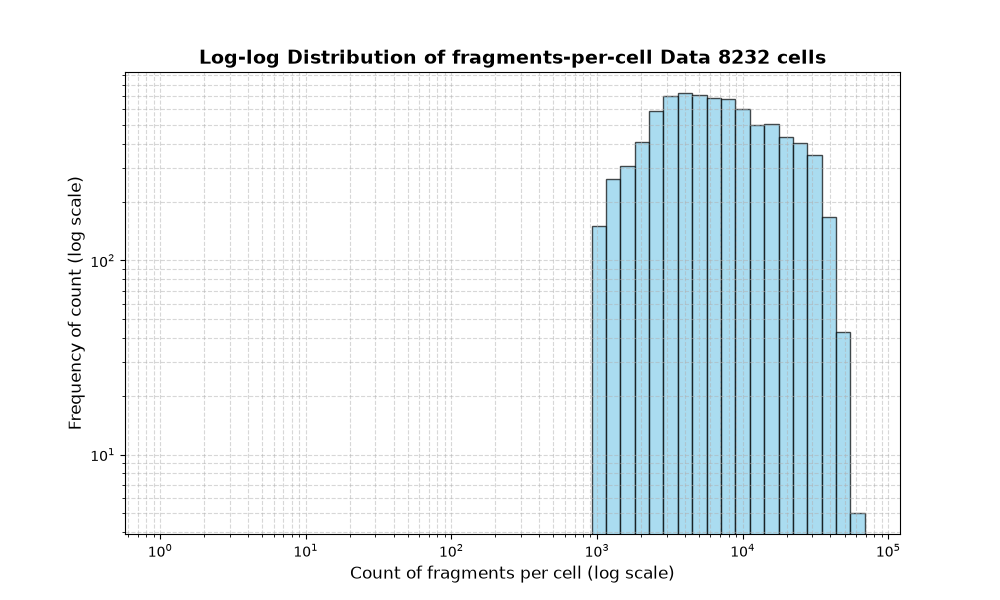 Log-log Distribution of fragments-per-cell Data 8232 cells
Frequency of count (log scale)
10²
10¹
10⁰ 10¹ 10² 10³ 10⁴ 10⁵
Count of fragments per cell (log scale)